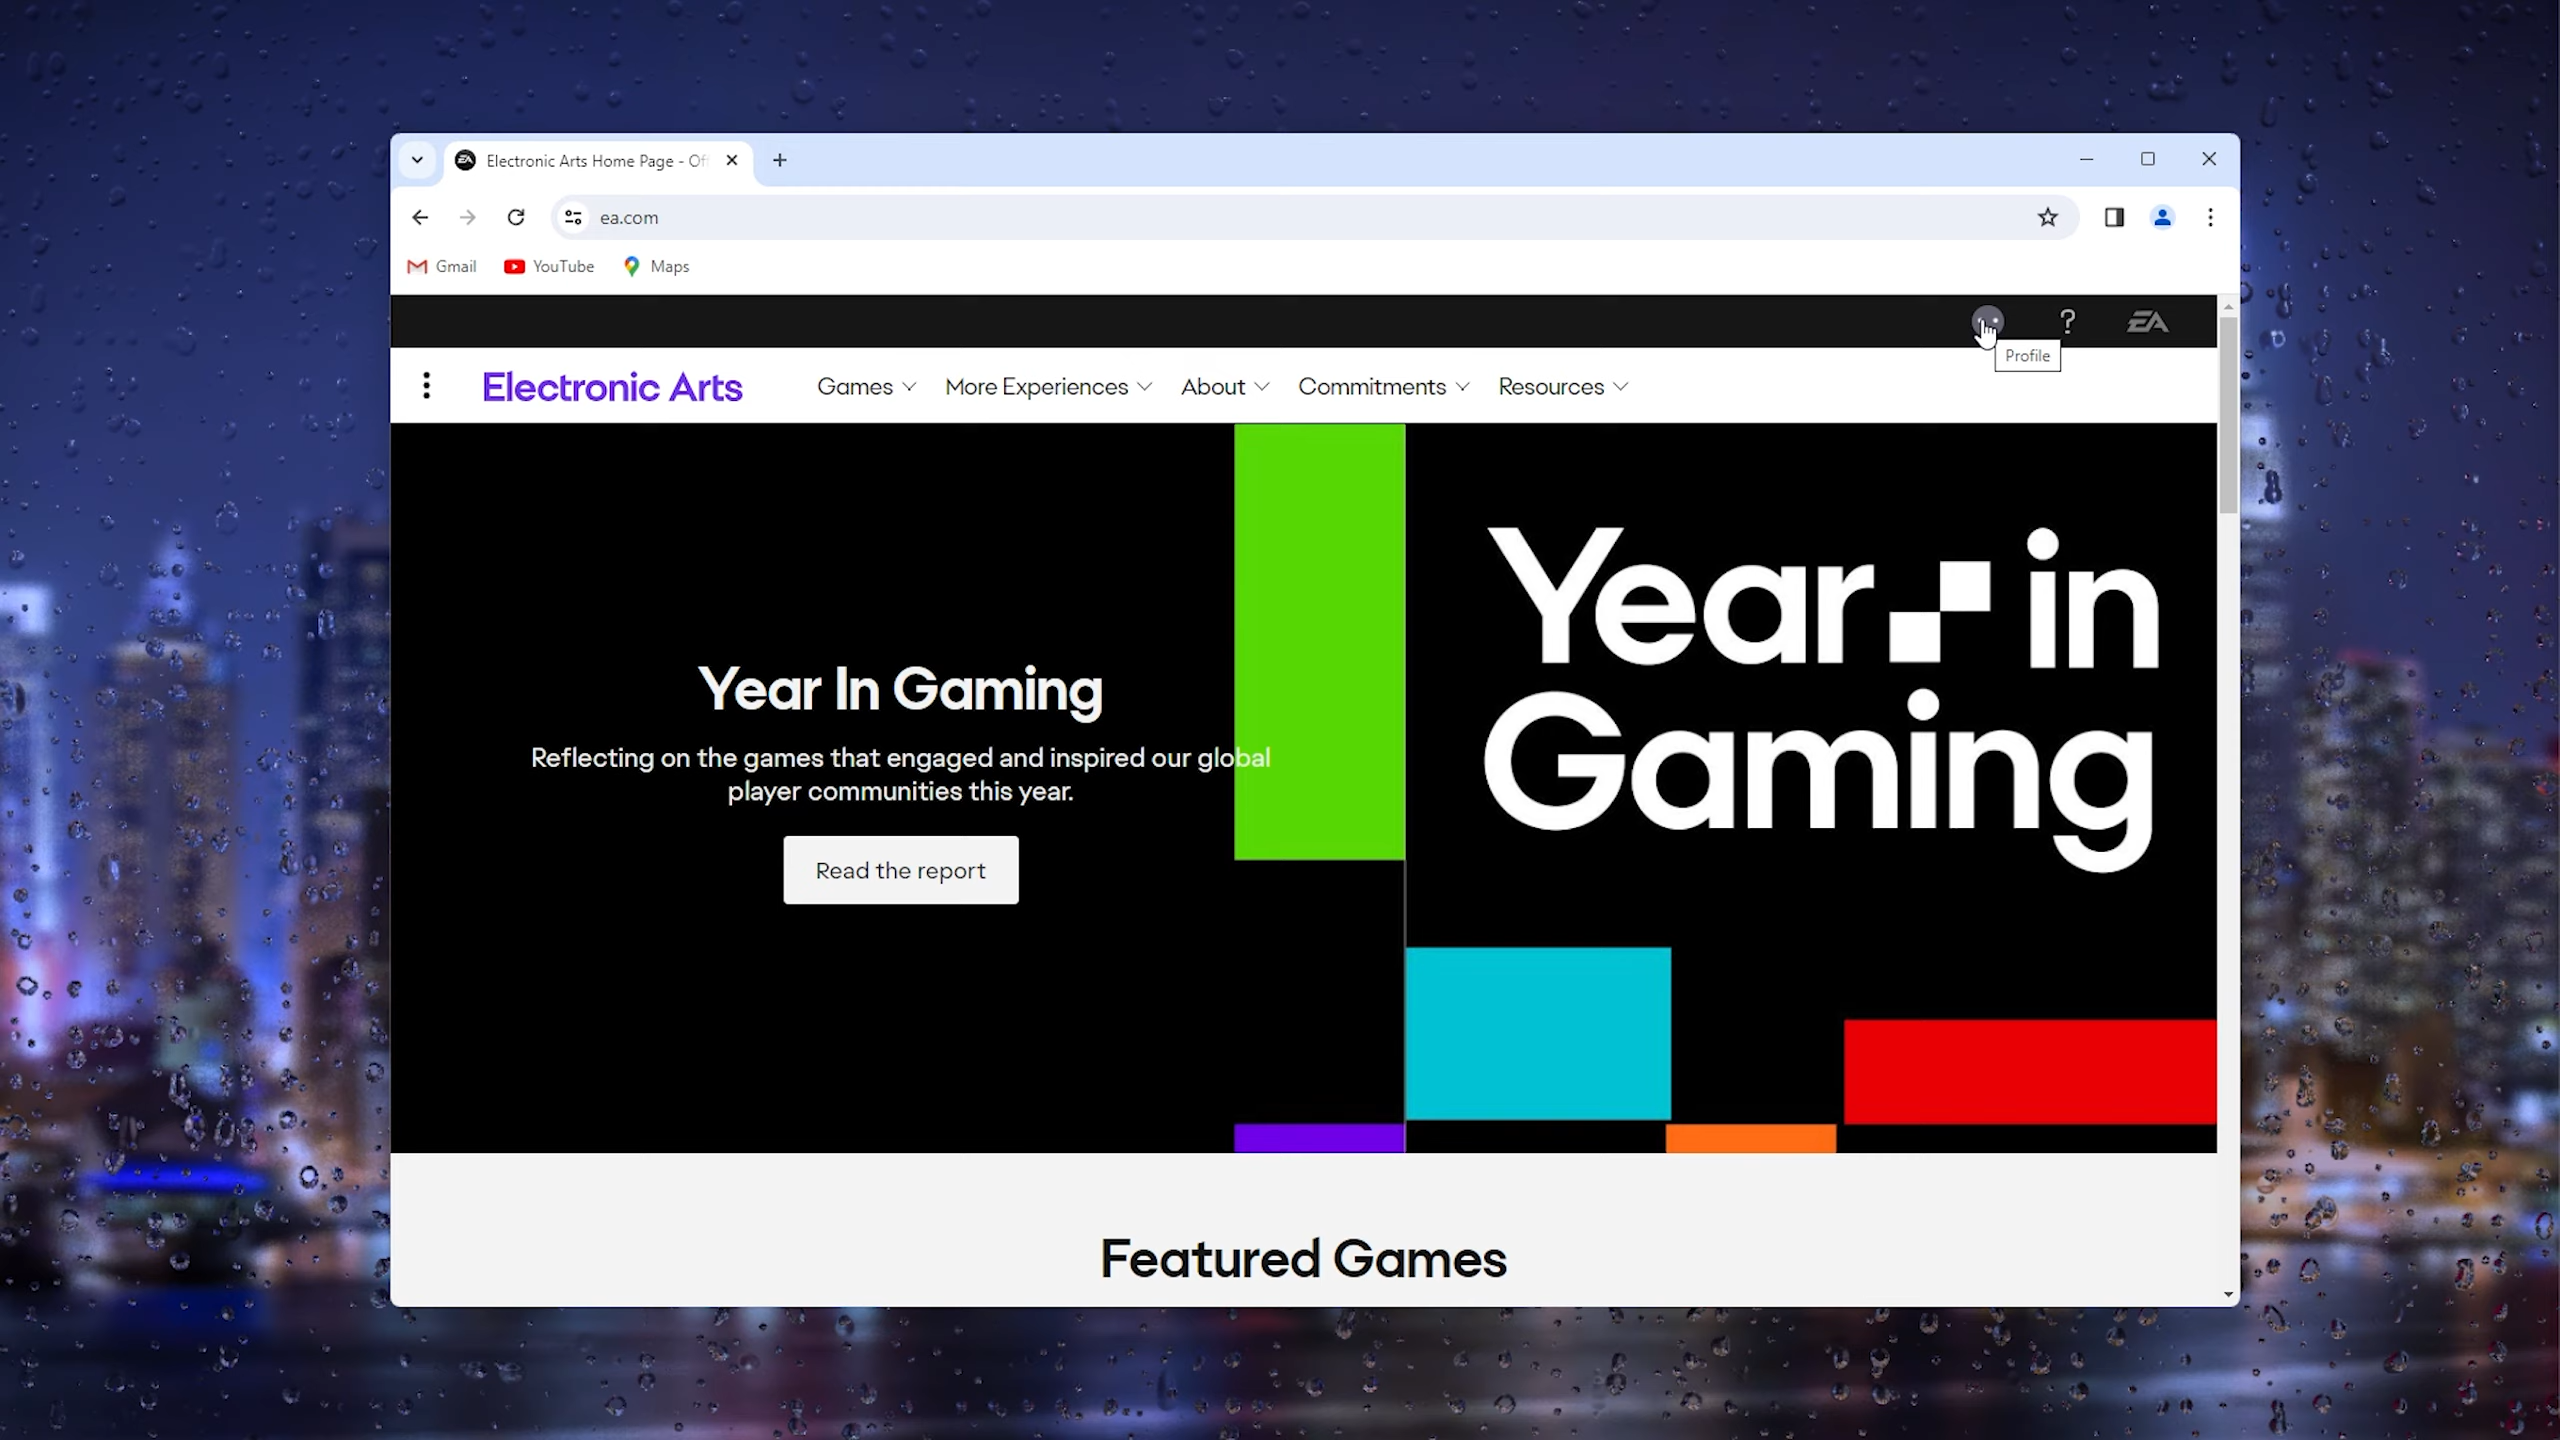 Electronic Arts Home Page - Of
ea.com
Gmail YouTube Maps
? EA
Profile
Electronic Arts Games More Experiences About Commitments Resources
Year in
Gaming
Year In Gaming
Reflecting on the games that engaged and inspired our global
player communities this year.
Read the report
Featured Games